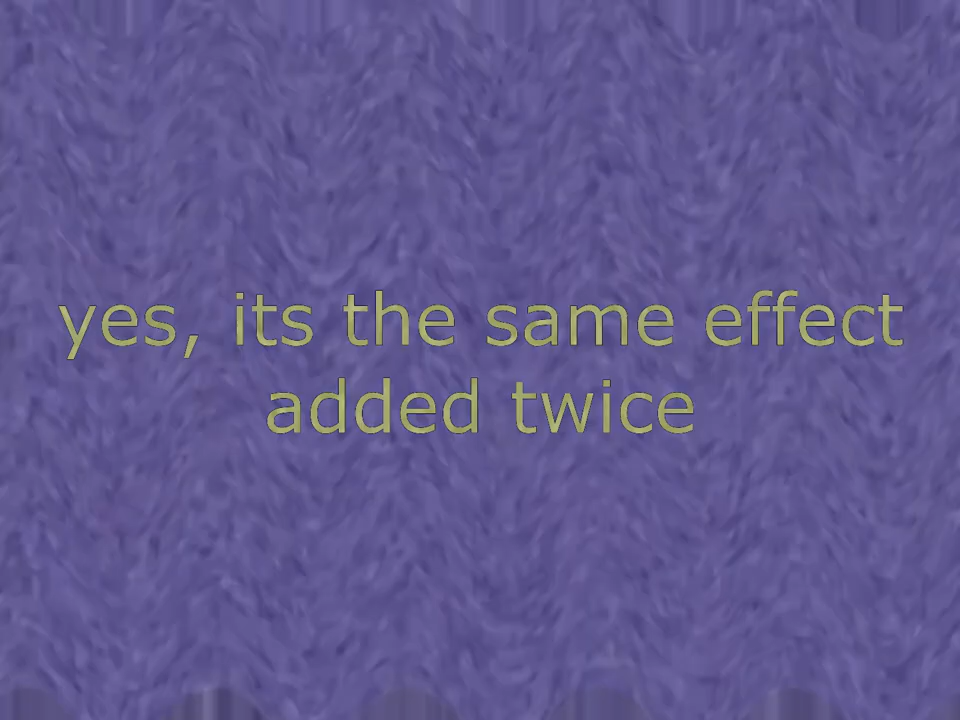 yes, its the same effect
added twice